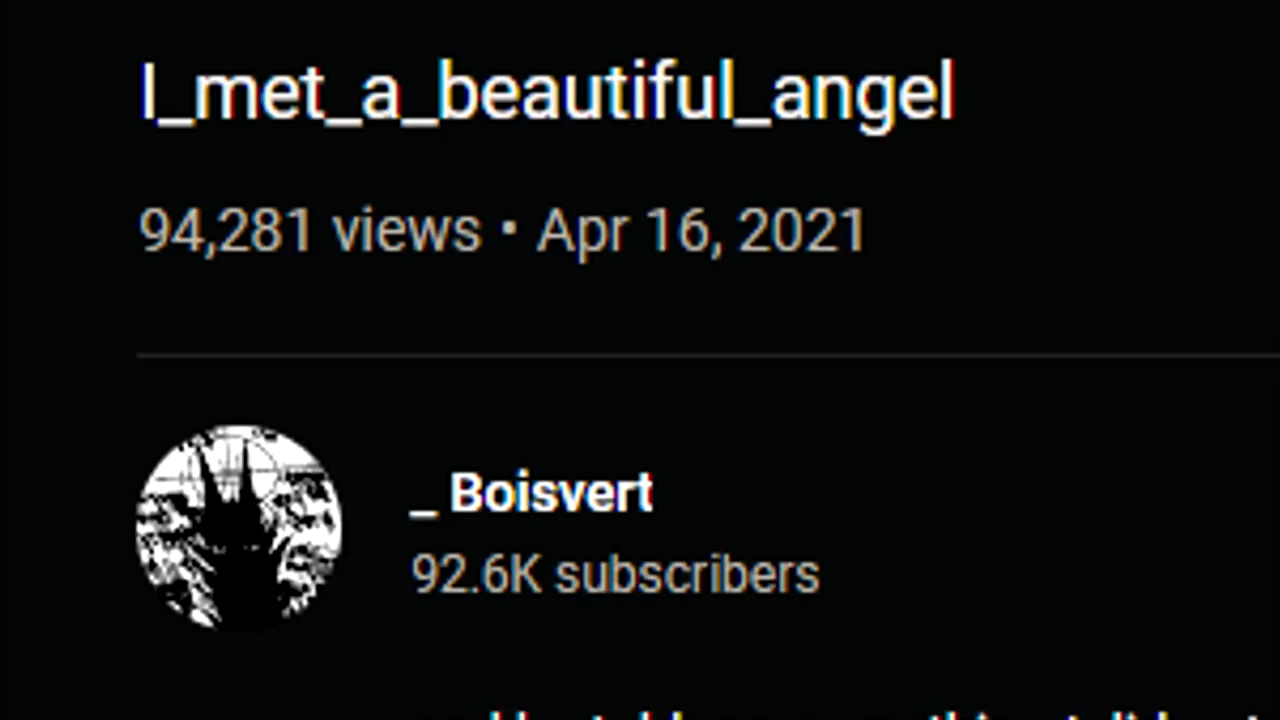 I_met_a_beautiful_angel
94,281 views • Apr 16, 2021
_ Boisvert
92.6K subscribers